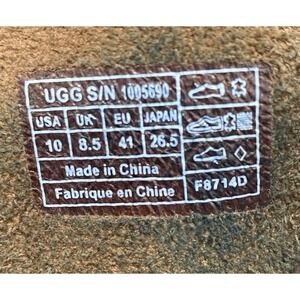 UGG S/N 1005690
USA UK EU JAPAN
10 8.5 41 26.5
Made in China
Fabrique en Chine
F8714D